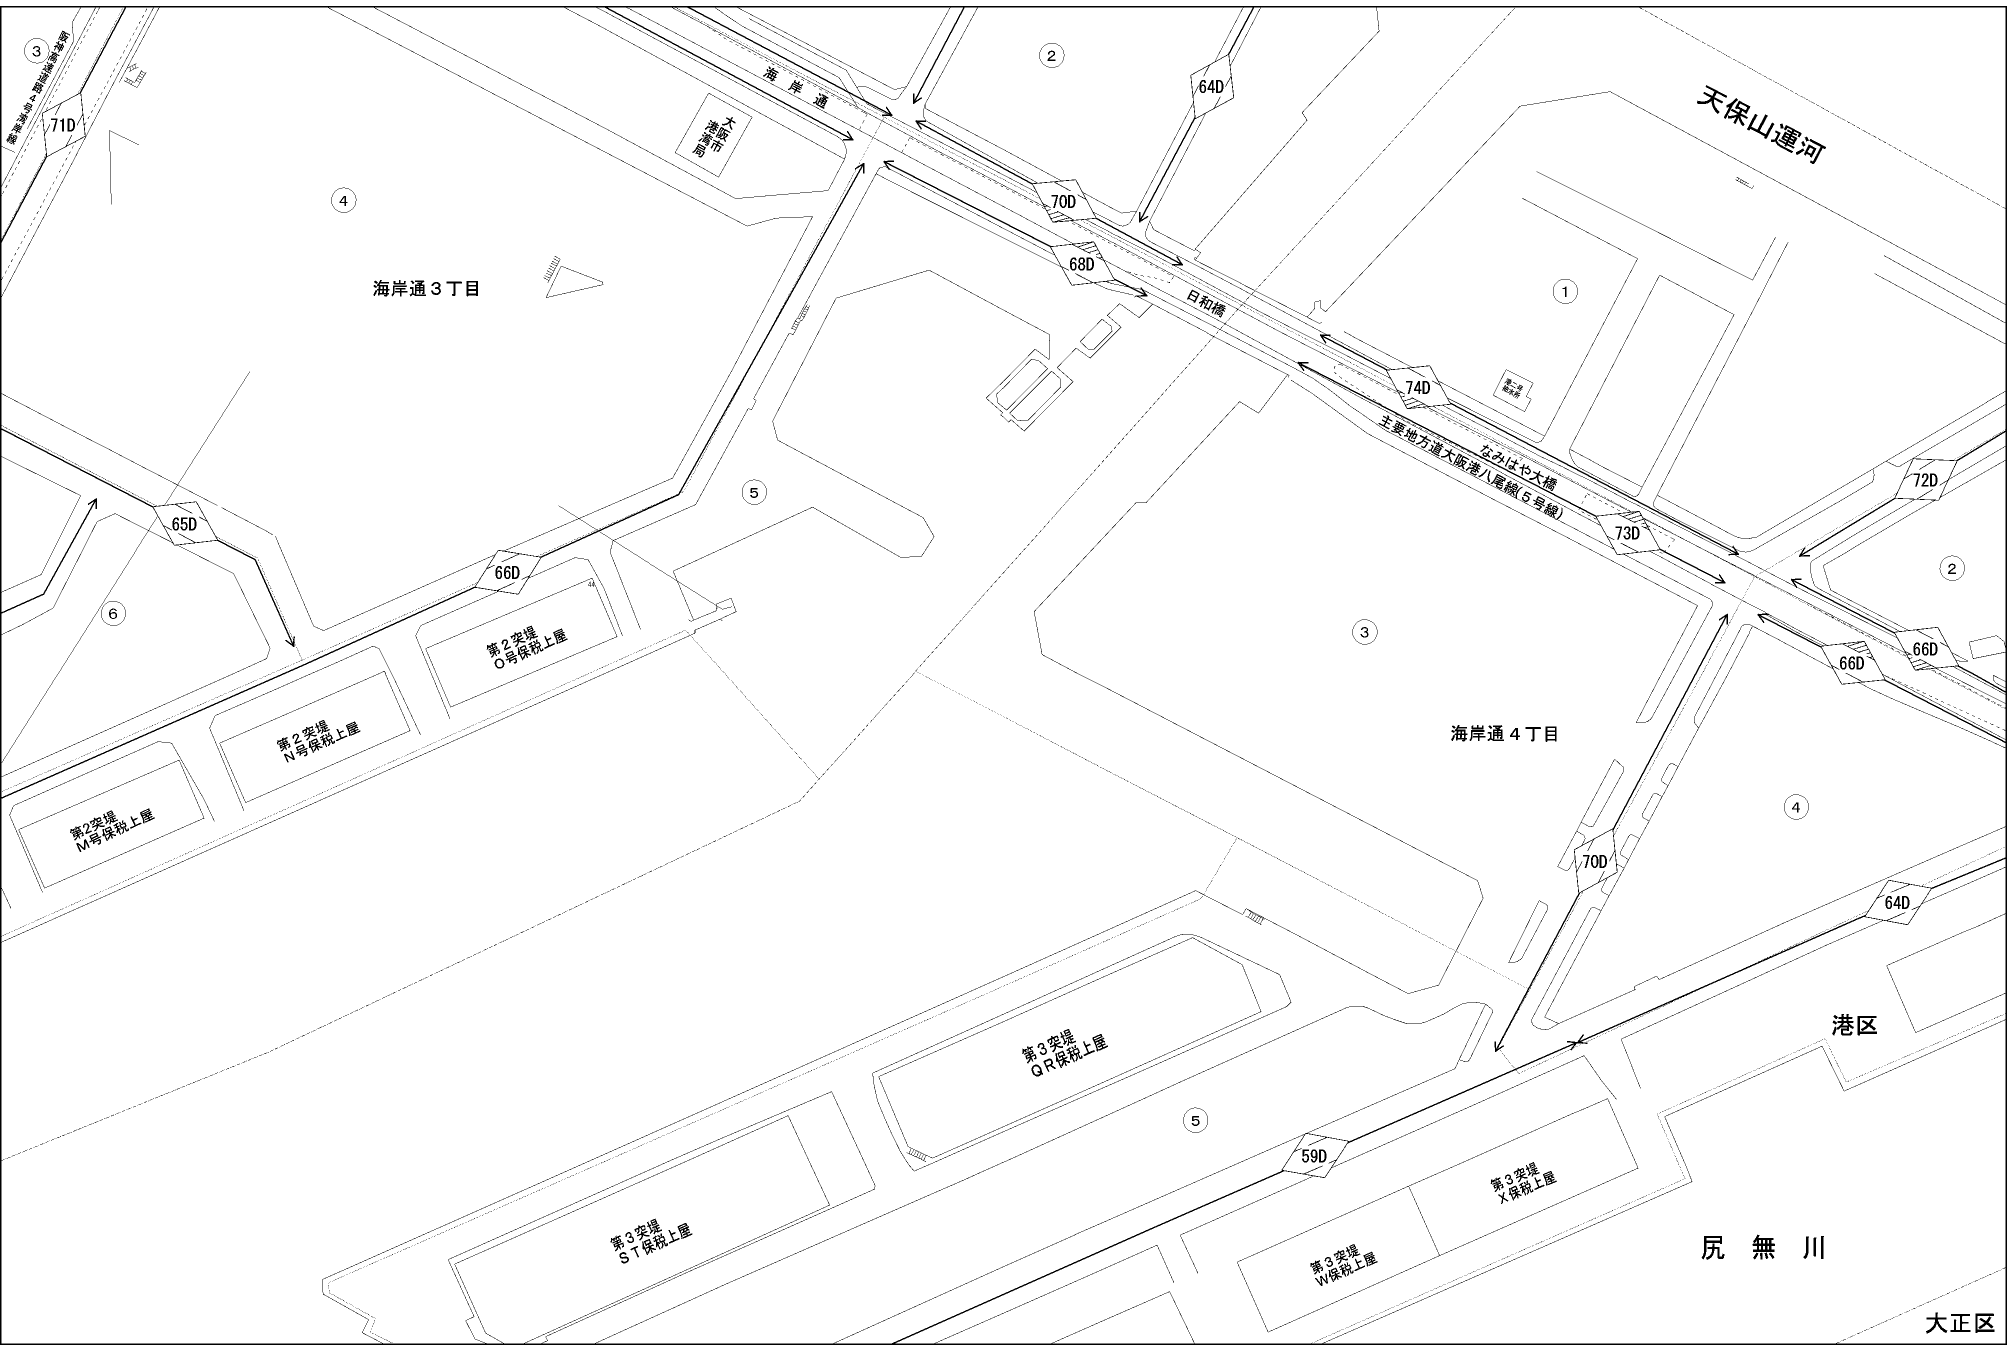 ③
阪神高速道路4号湾岸線
71D
④
海岸通
大阪市
港湾局
②
64D
天保山運河
70D
68D
海岸通３丁目
日和橋
①
74D
港二号
主要地方道大阪港八尾線(５号線)
なみはや大橋
72D
73D
65D
66D
⑤
②
⑥
44
第２突堤
Ｏ号保税上屋
③
66D
66D
第２突堤
Ｎ号保税上屋
海岸通４丁目
第2突堤
Ｍ号保税上屋
④
70D
64D
港区
第３突堤
ＱＲ保税上屋
⑤
59D
第３突堤
Ｘ保税上屋
第３突堤
ＳＴ保税上屋
第３突堤
Ｗ保税上屋
尻無川
大正区